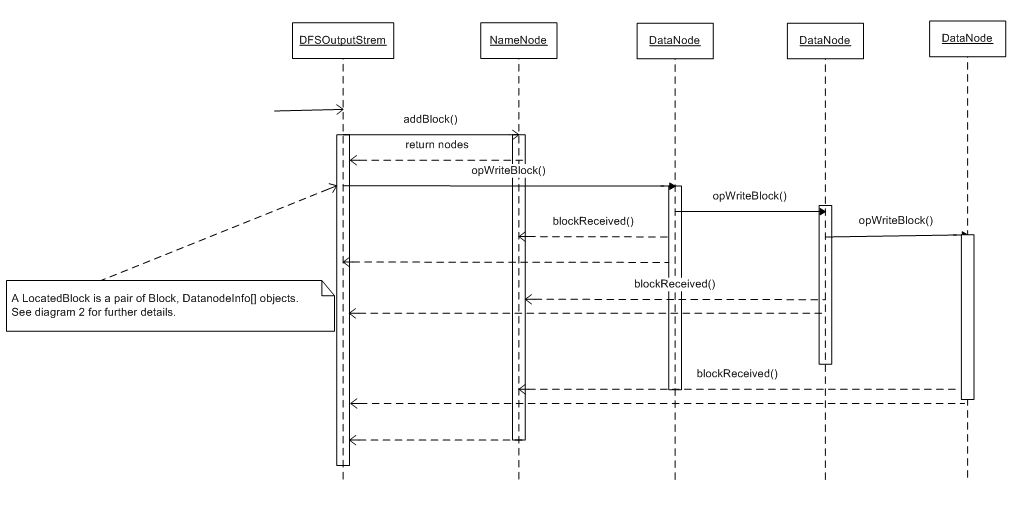 DFSOutputStrem
NameNode
DataNode
DataNode
DataNode
addBlock()
return nodes
opWriteBlock()
opWriteBlock()
blockReceived()
opWriteBlock()
blockReceived()
A LocatedBlock is a pair of Block, DatanodeInfo[] objects.
See diagram 2 for further details.
blockReceived()